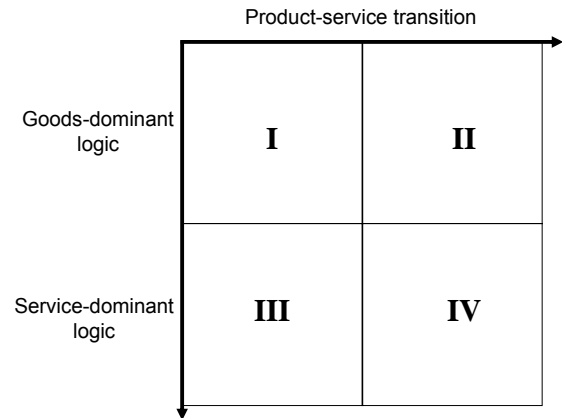 Product-service transition
Goods-dominant
logic
I
II
Service-dominant
logic
III
IV